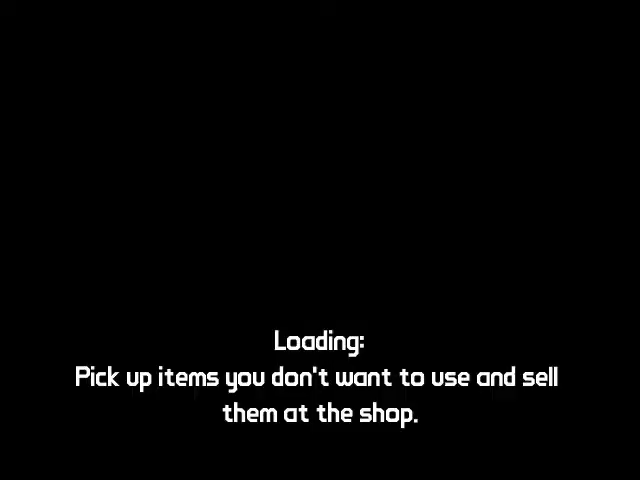 Loading:
Pick up items you don't want to use and sell
them at the shop.